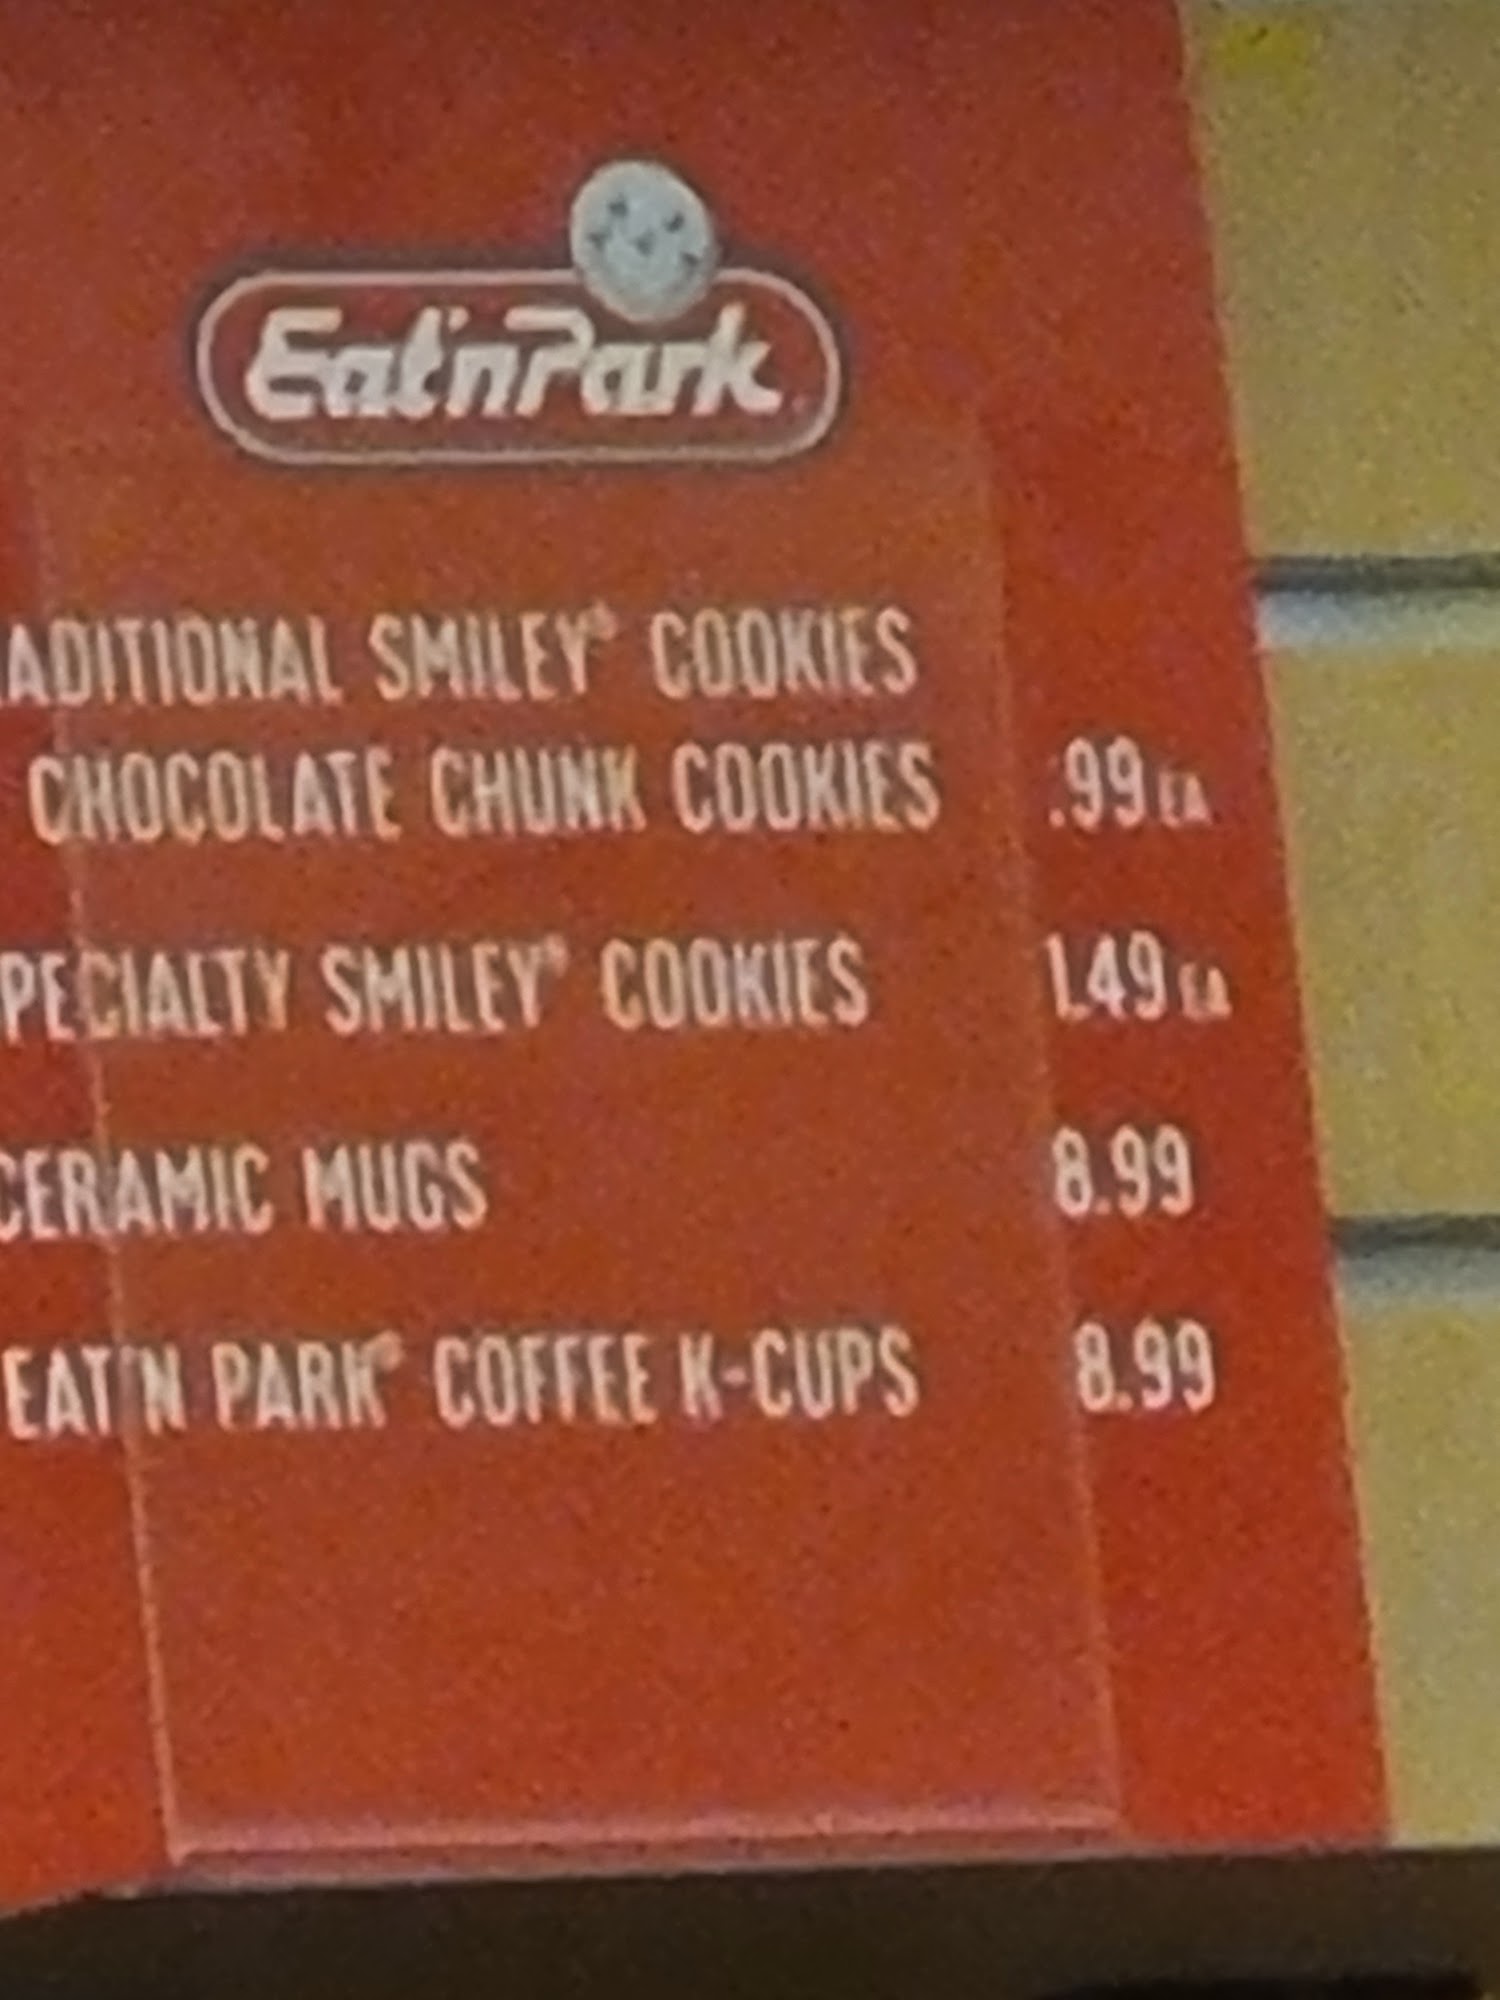 Eat'nPark
ADITIONAL SMILEY® COOKIES
CHOCOLATE CHUNK COOKIES .99 EA
PECIALTY SMILEY® COOKIES 1.49 EA
CERAMIC MUGS 8.99
EAT'N PARK® COFFEE K-CUPS 8.99